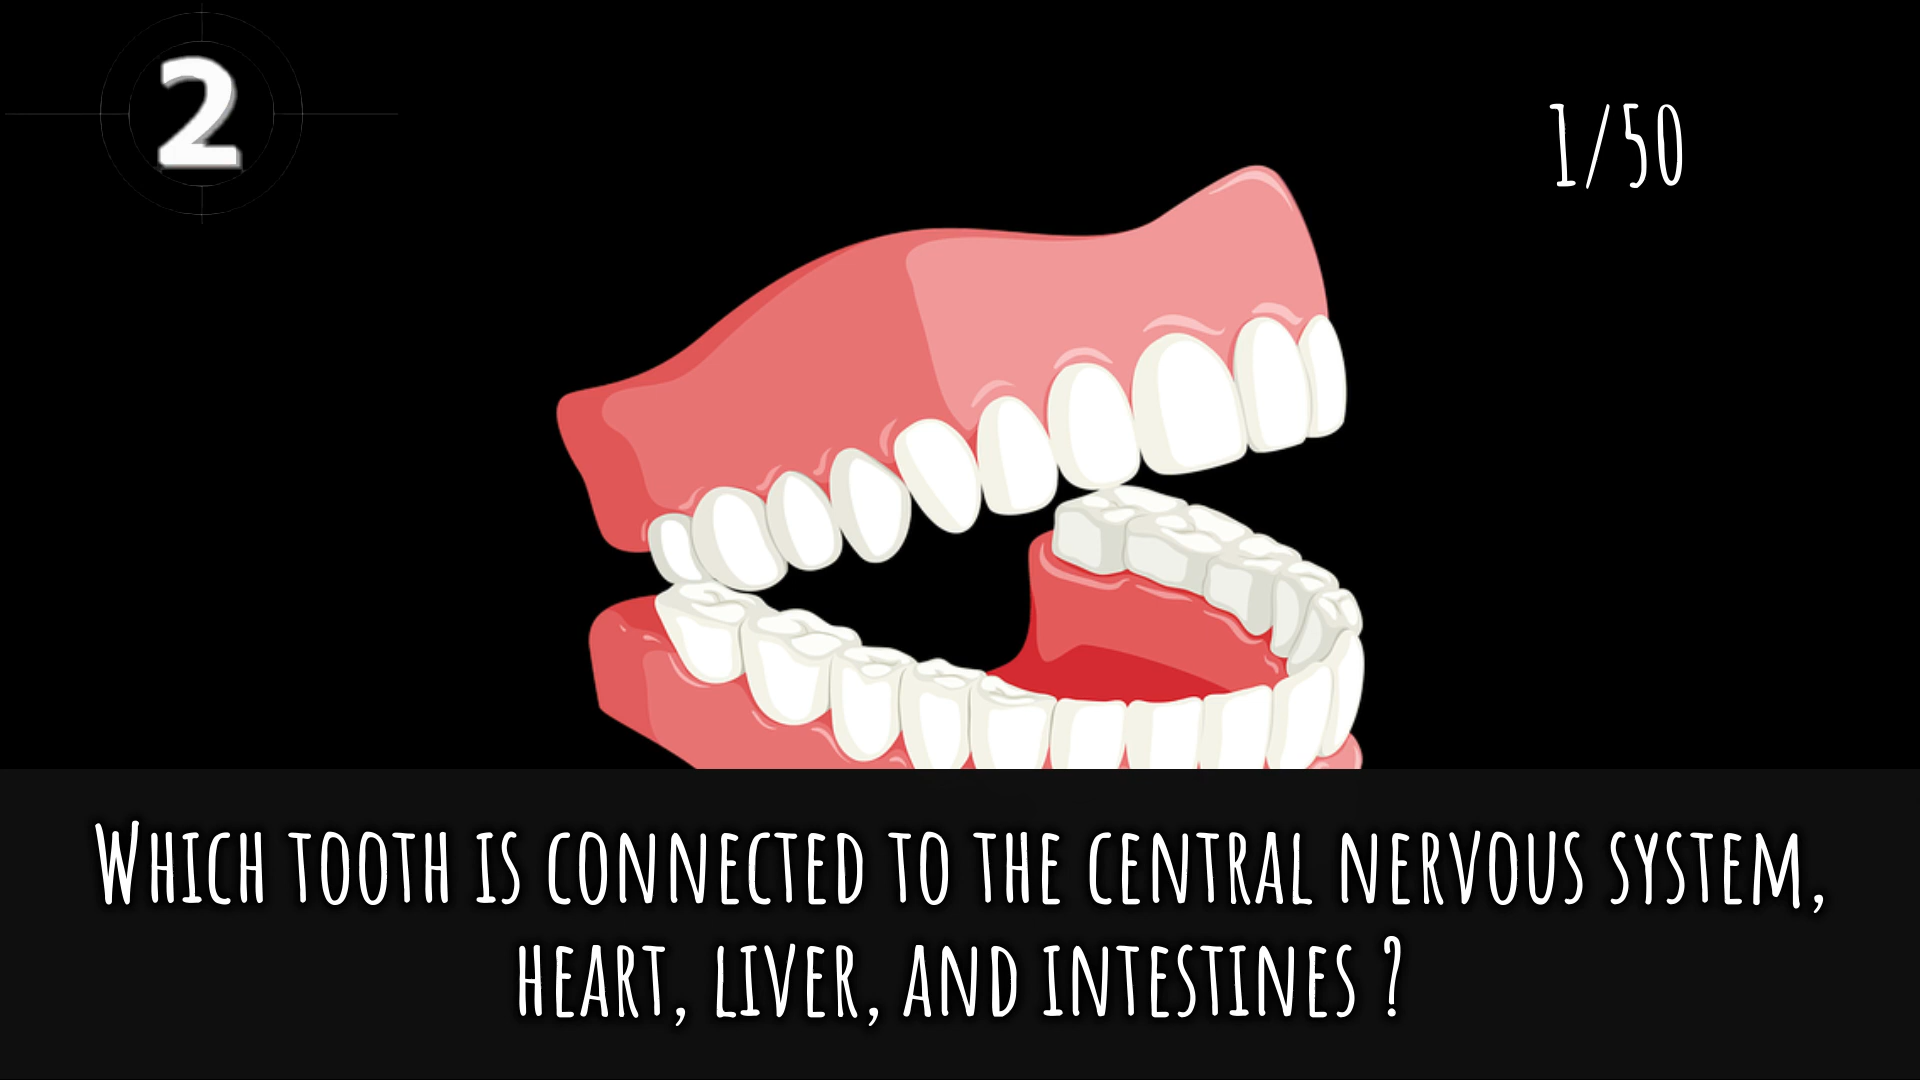 2
1/50
Which tooth is connected to the central nervous system,
heart, liver, and intestines ?